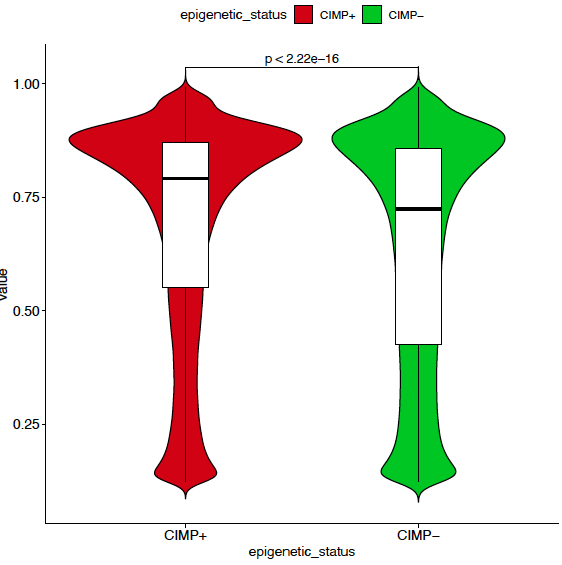 epigenetic_status CIMP+ CIMP−
p < 2.22e−16
1.00
0.75
0.50
0.25
value
CIMP+ CIMP−
epigenetic_status